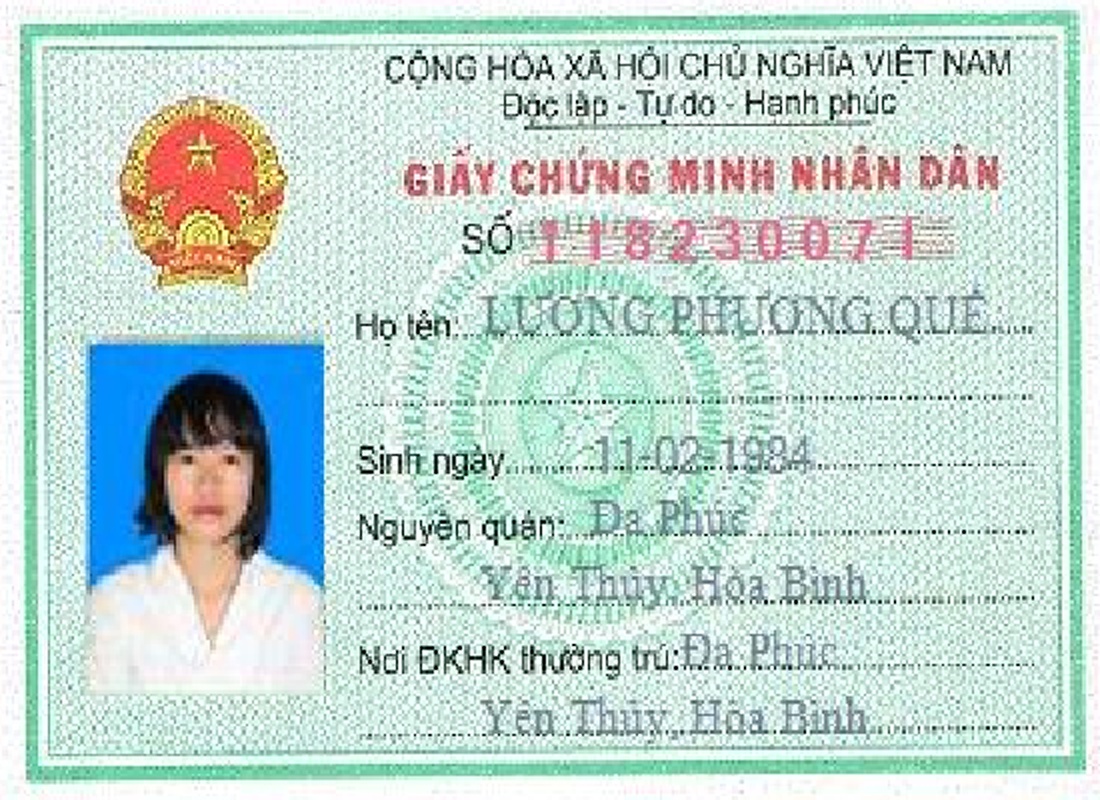 CỘNG HÒA XÃ HỘI CHỦ NGHĨA VIỆT NAM
Độc lập - Tự do - Hạnh phúc
GIẤY CHỨNG MINH NHÂN DÂN
SỐ 118230071
Họ tên: LƯƠNG PHƯƠNG QUẾ
Sinh ngày 11-02-1984
Nguyên quán: Đa Phúc
Yên Thủy, Hòa Bình
Nơi ĐKHK thường trú: Đa Phúc
Yên Thủy, Hòa Bình